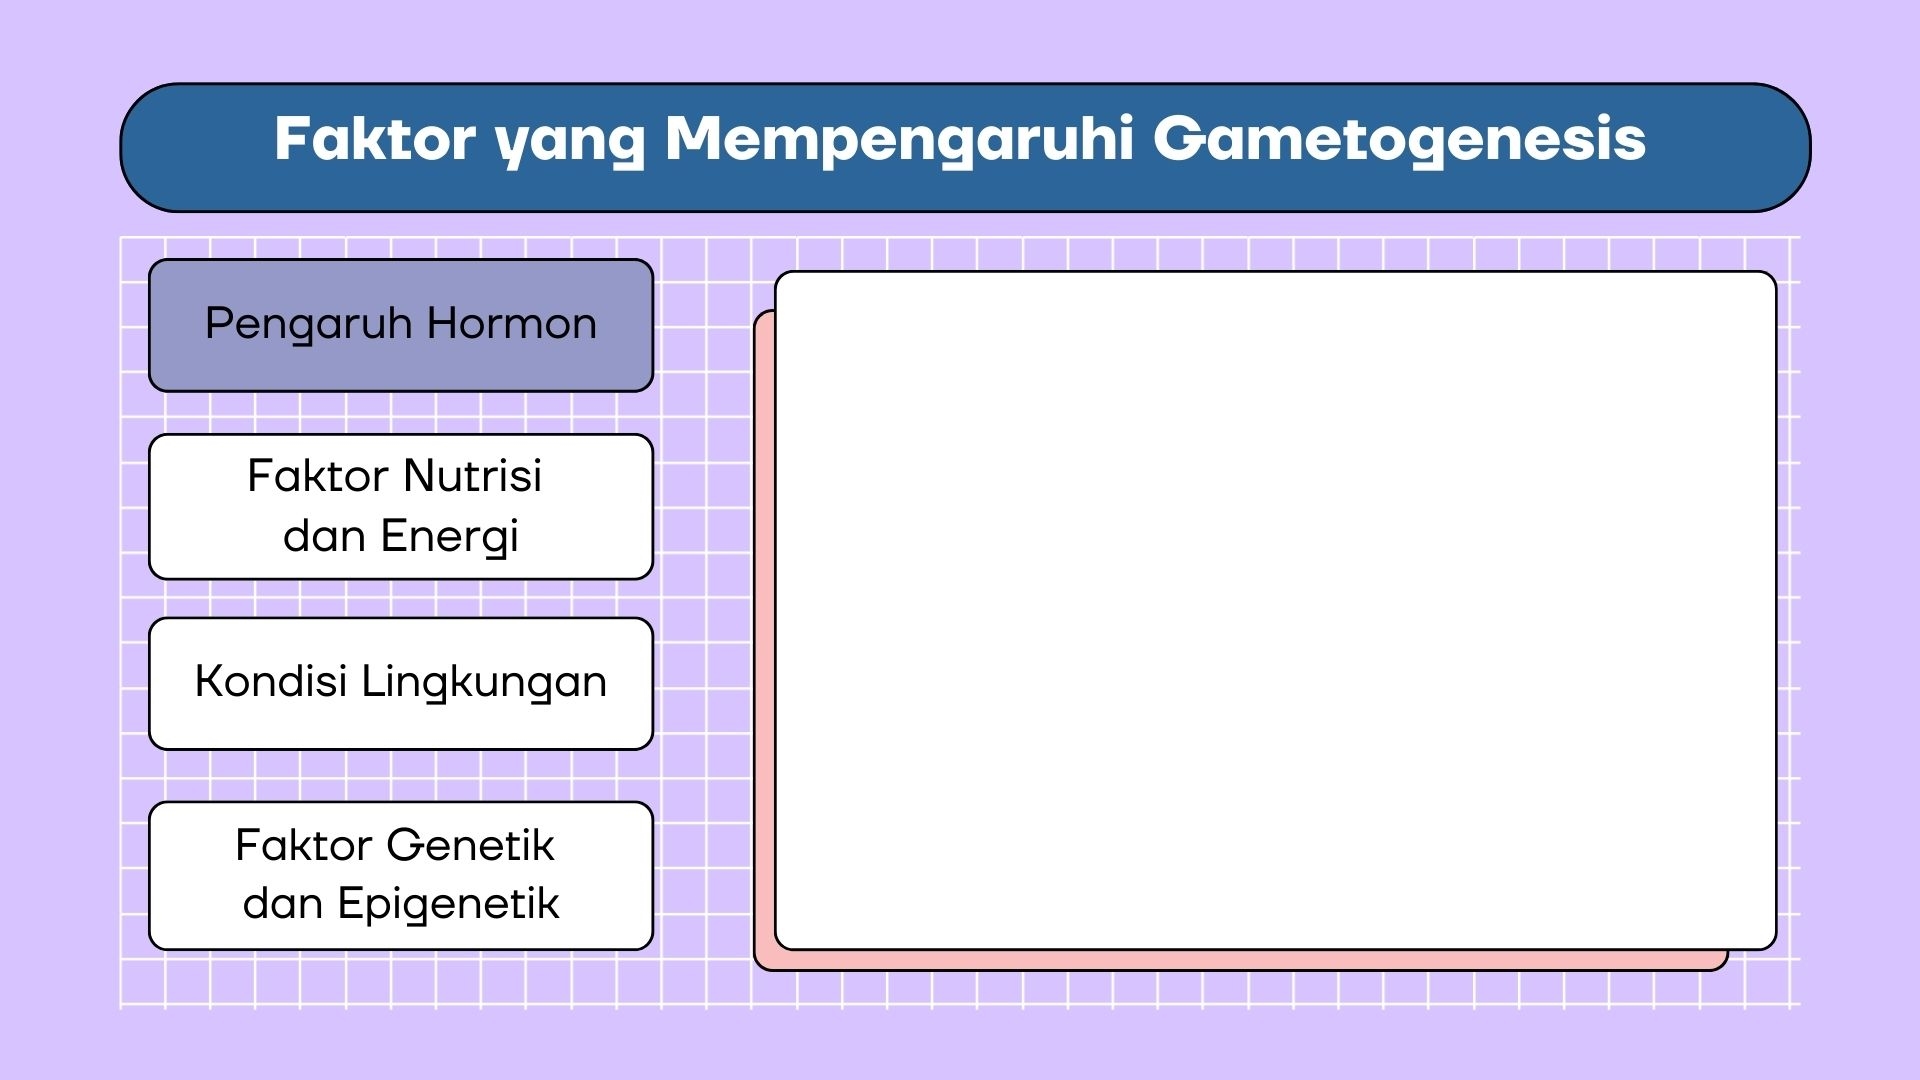 Faktor yang Mempengaruhi Gametogenesis
Pengaruh Hormon
Faktor Nutrisi
dan Energi
Kondisi Lingkungan
Faktor Genetik
dan Epigenetik